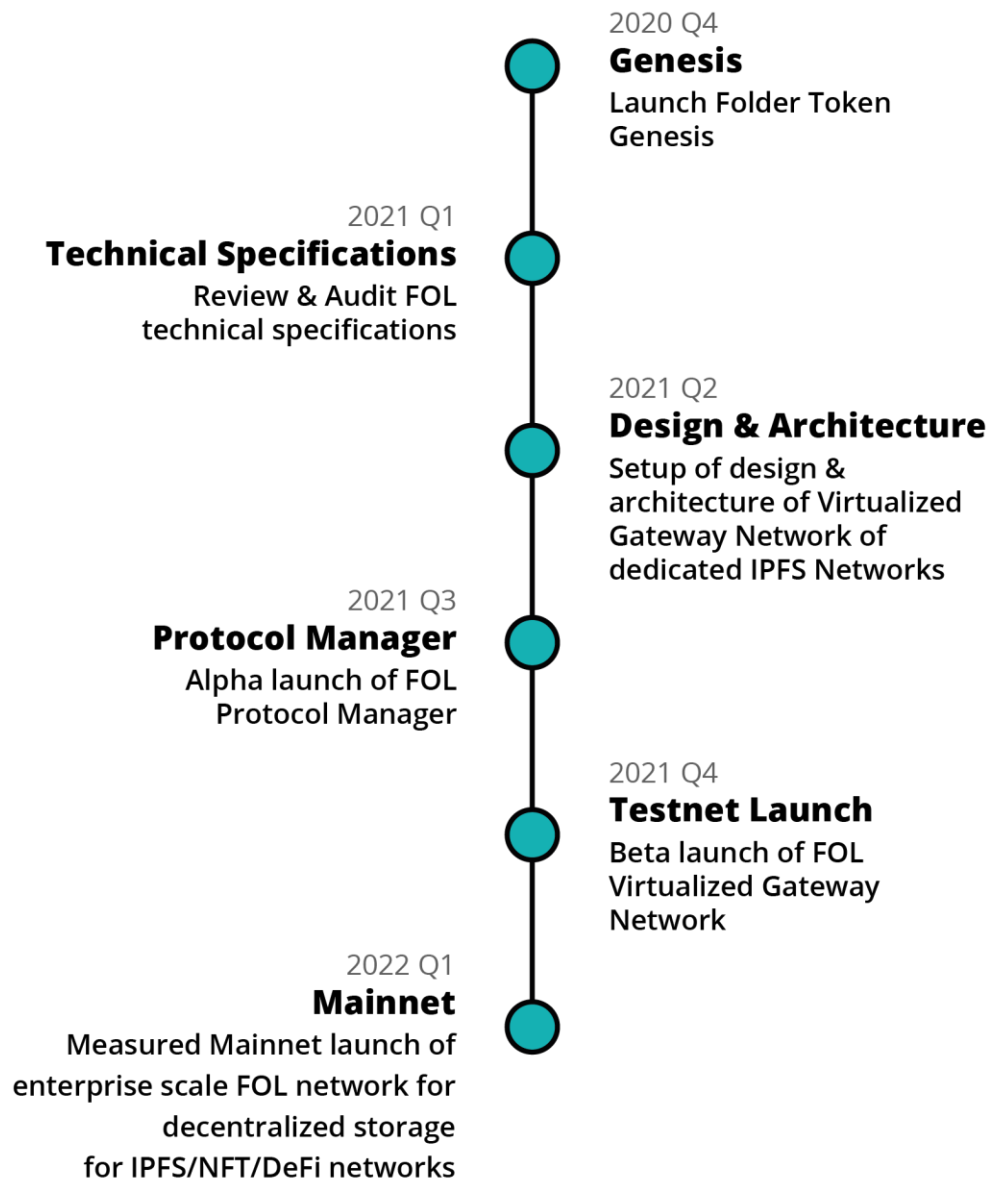 2020 Q4
Genesis
Launch Folder Token
Genesis
2021 Q1
Technical Specifications
Review & Audit FOL
technical specifications
2021 Q2
Design & Architecture
Setup of design &
architecture of Virtualized
Gateway Network of
dedicated IPFS Networks
2021 Q3
Protocol Manager
Alpha launch of FOL
Protocol Manager
2021 Q4
Testnet Launch
Beta launch of FOL
Virtualized Gateway
Network
2022 Q1
Mainnet
Measured Mainnet launch of
enterprise scale FOL network for
decentralized storage
for IPFS/NFT/DeFi networks